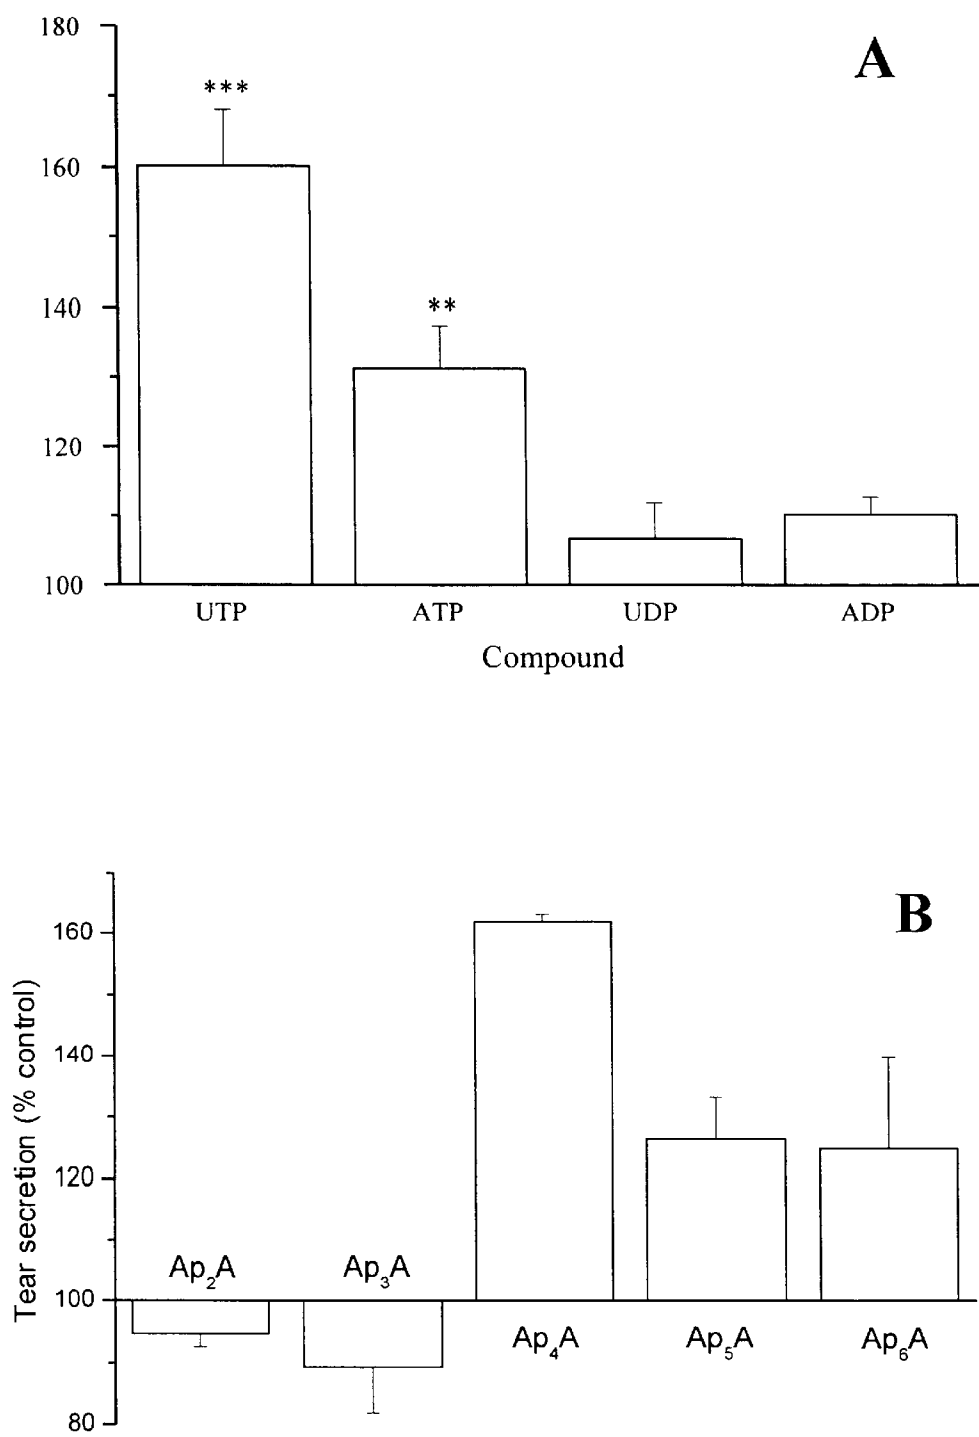 180
A
***
160
**
140
120
100
UTP ATP UDP ADP
Compound
B
160
140
Tear secretion (% control)
120
Ap2A Ap3A
100
Ap4A Ap5A Ap6A
80